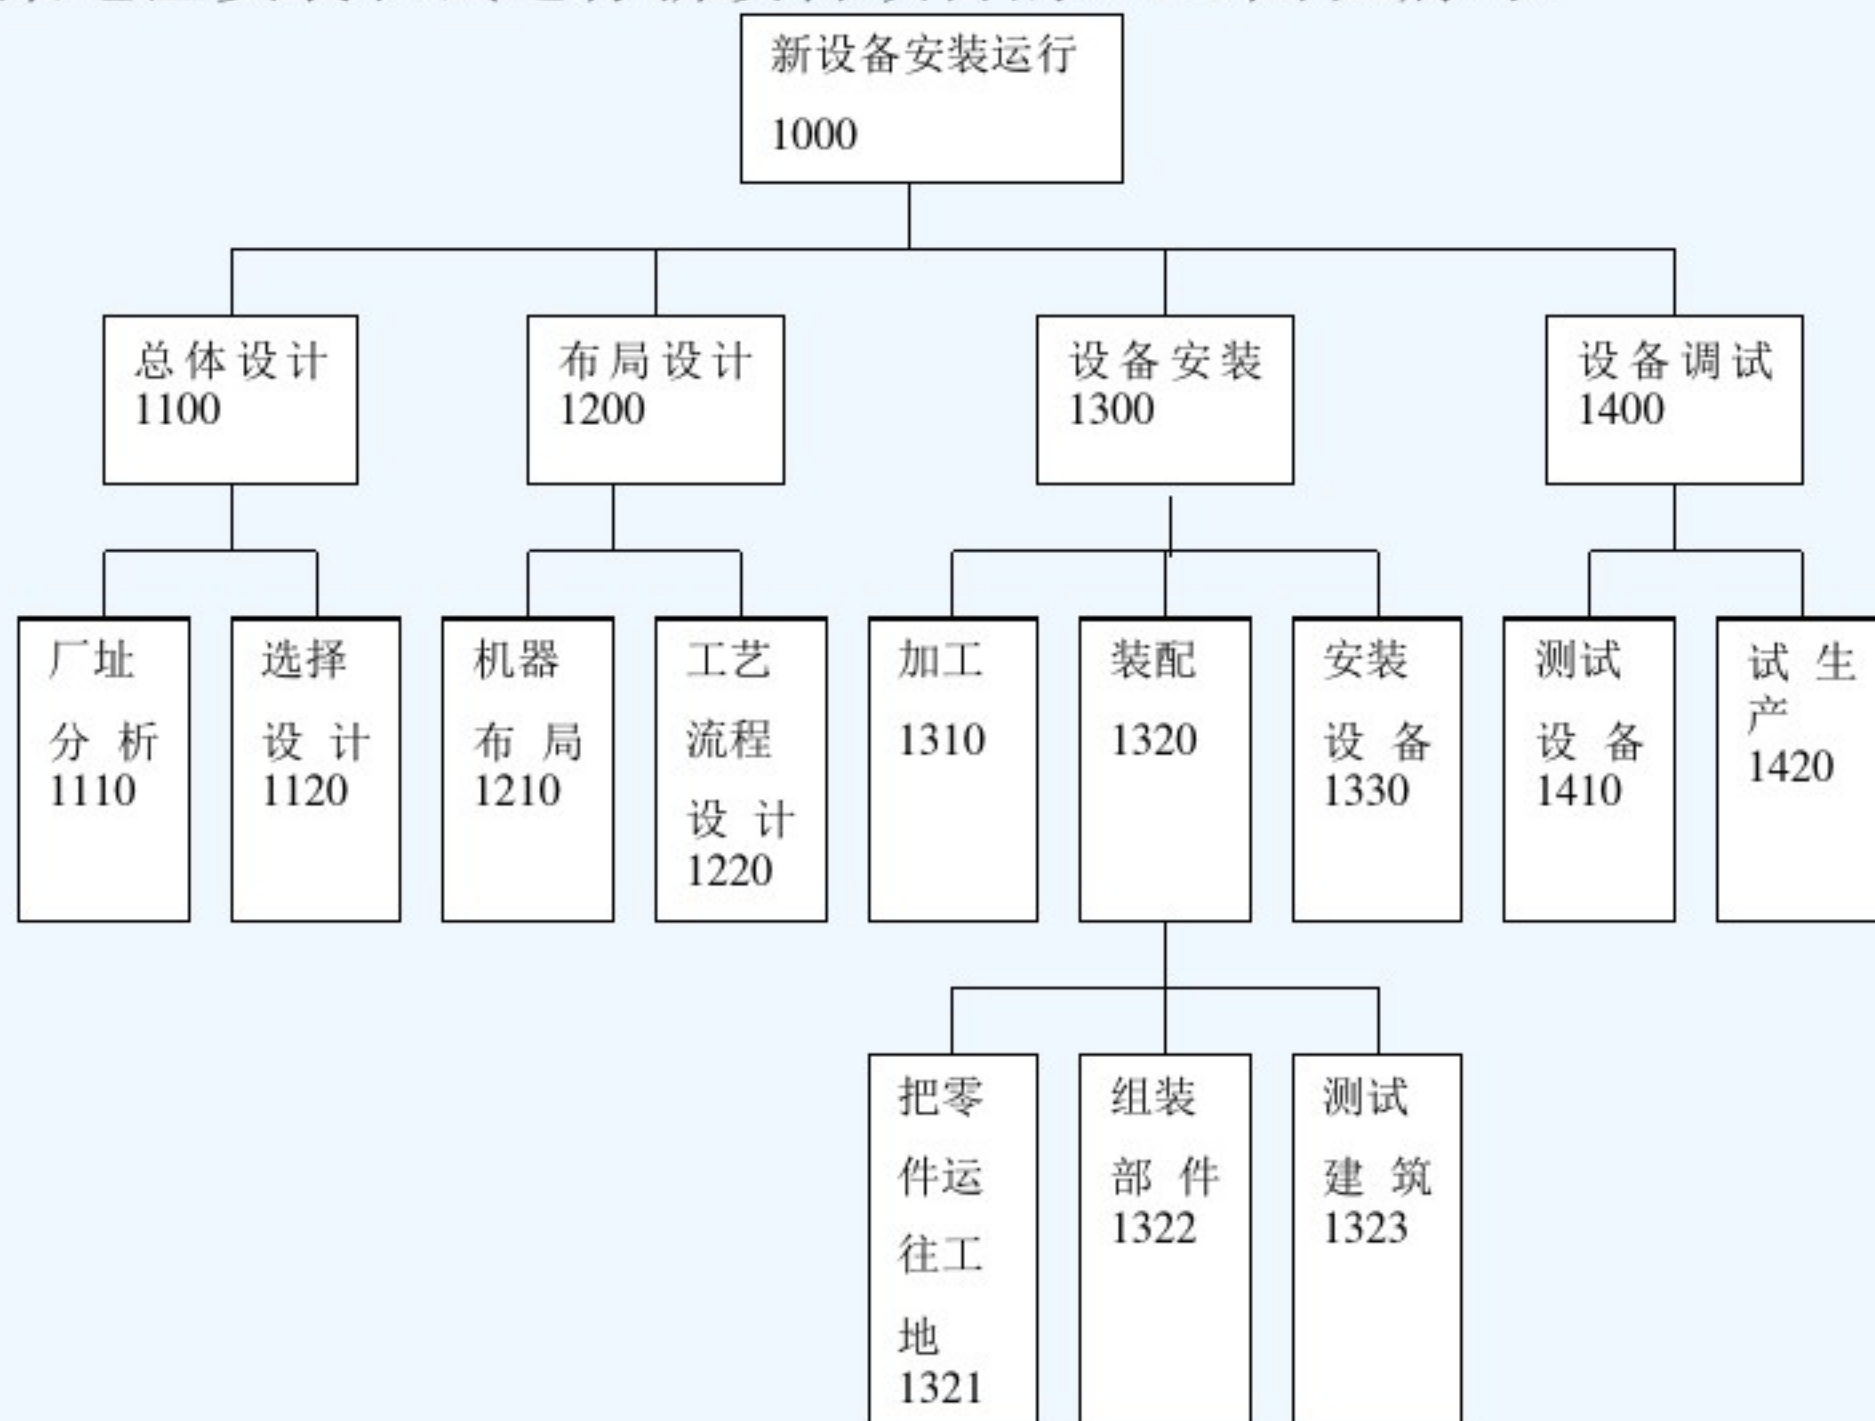 新设备安装运行
1000
总体设计
1100
布局设计
1200
设备安装
1300
设备调试
1400
厂址
分析
1110
选择
设计
1120
机器
布局
1210
工艺
流程
设计
1220
加工
1310
装配
1320
安装
设备
1330
测试
设备
1410
试生
产
1420
把零
件运
往工
地
1321
组装
部件
1322
测试
建筑
1323